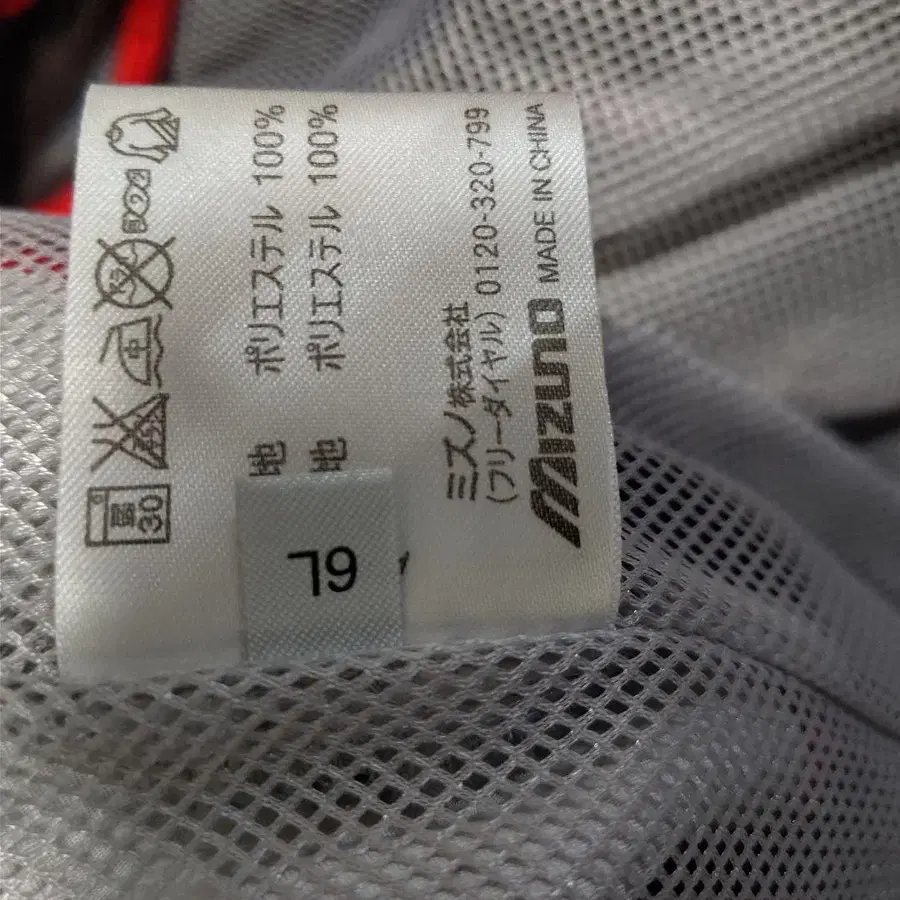 弱
30
中
地 ポリエステル 100%
地 ポリエステル 100%
6L
ミズノ株式会社
(フリーダイヤル) 0120-320-799
Mizuno MADE IN CHINA